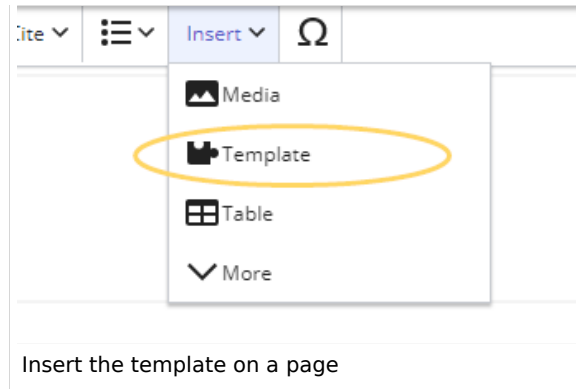 Insert Ω
Media
Template
Table
More
Insert the template on a page